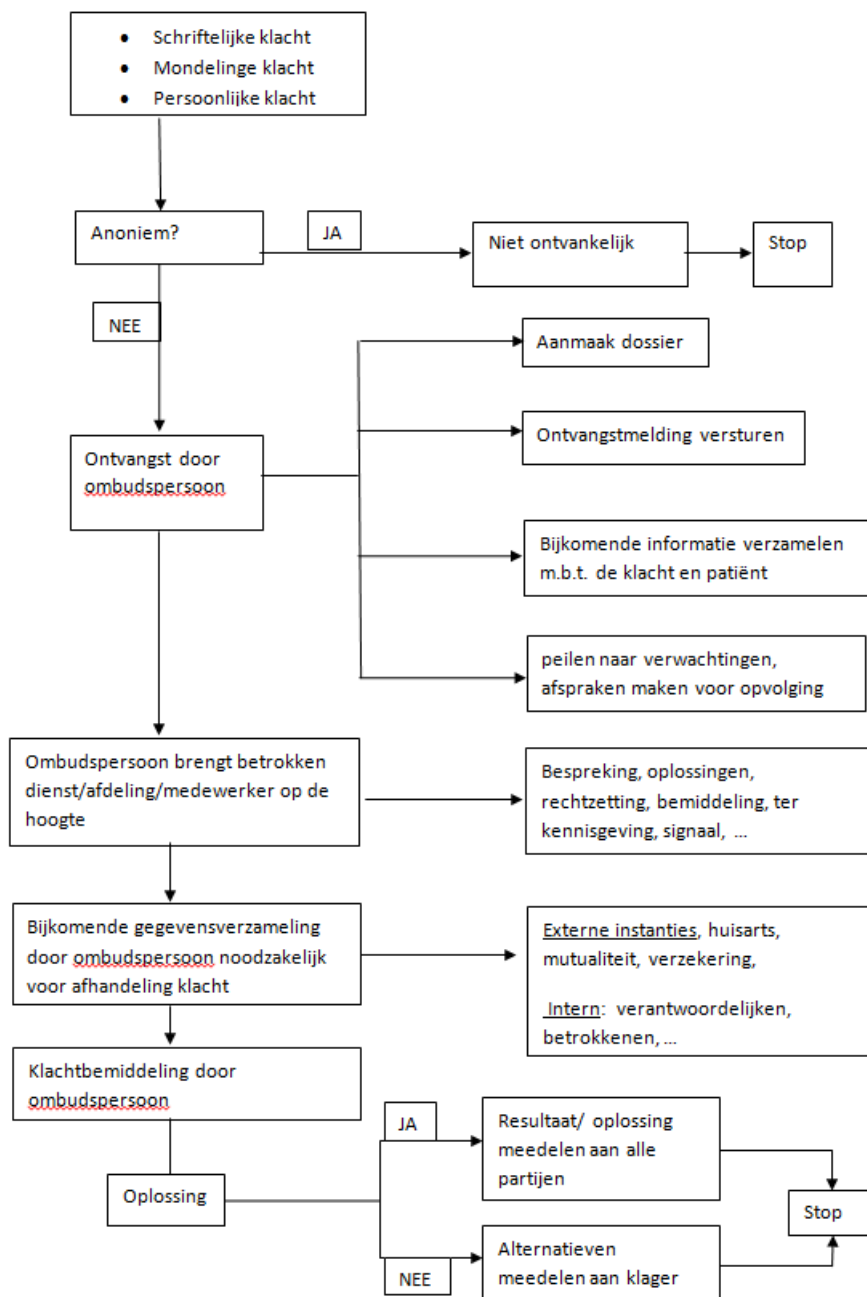 • Schriftelijke klacht
• Mondelinge klacht
• Persoonlijke klacht
Anoniem?
JA
Niet ontvankelijk
Stop
NEE
Aanmaak dossier
Ontvangstmelding versturen
Ontvangst door
ombudspersoon
Bijkomende informatie verzamelen
m.b.t. de klacht en patiënt
peilen naar verwachtingen,
afspraken maken voor opvolging
Ombudspersoon brengt betrokken
dienst/afdeling/medewerker op de
hoogte
Bespreking, oplossingen,
rechtzetting, bemiddeling, ter
kennisgeving, signaal, ...
Bijkomende gegevensverzameling
door ombudspersoon noodzakelijk
voor afhandeling klacht
Externe instanties, huisarts,
mutualiteit, verzekering,
Intern: verantwoordelijken,
betrokkenen, ...
Klachtbemiddeling door
ombudspersoon
Oplossing
JA
Resultaat/ oplossing
meedelen aan alle
partijen
Stop
NEE
Alternatieven
meedelen aan klager